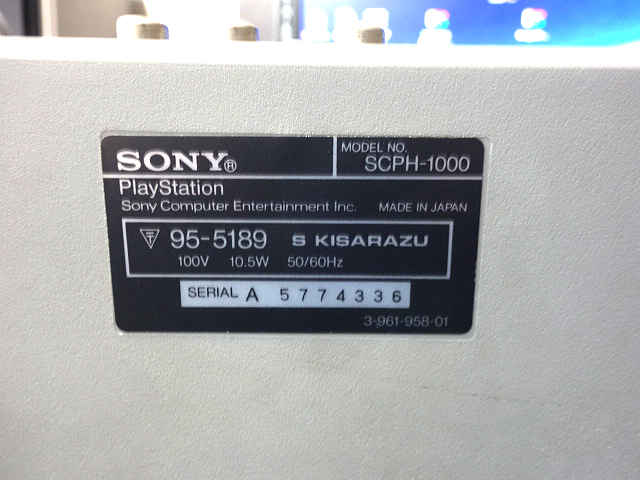 SONY®
MODEL NO.
SCPH-1000
PlayStation
Sony Computer Entertainment Inc. MADE IN JAPAN
〒 95-5189 S KISARAZU
100V 10.5W 50/60Hz
SERIAL A 5774336
3-961-958-01